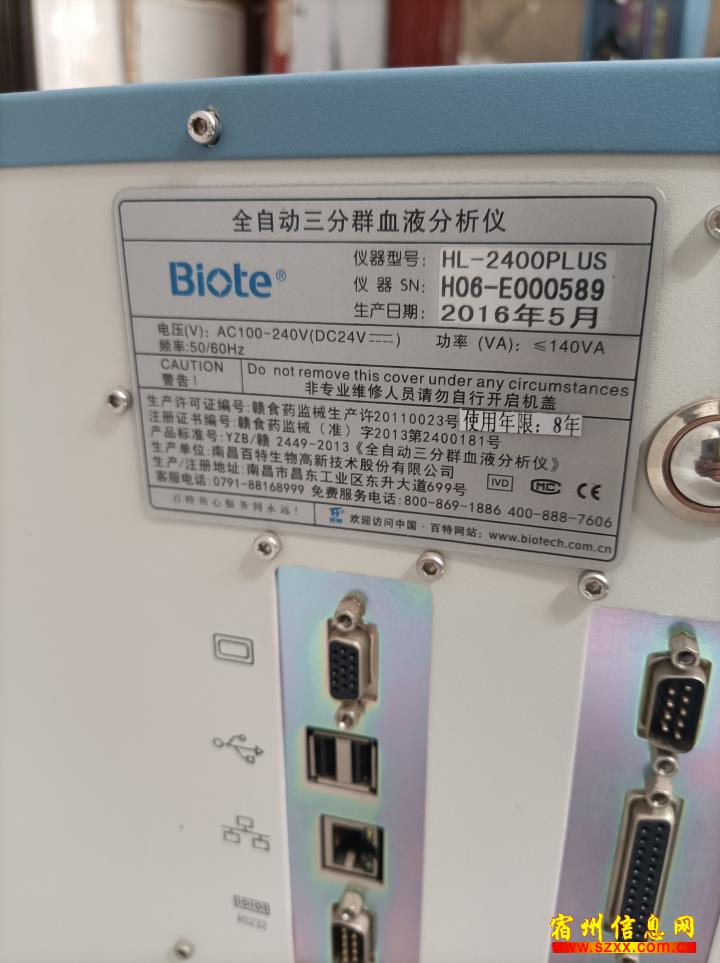 全自动三分群血液分析仪
Biote®
仪器型号: HL-2400PLUS
仪 器 SN: H06-E000589
生产日期: 2016年5月
电压(V): AC100~240V(DC24V ⎓) 功率 (VA): ≤140VA
频率:50/60Hz
CAUTION
警告!
Do not remove this cover under any circumstances
非专业维修人员请勿自行开启机盖
生产许可证编号: 赣食药监械生产许20110023号 使用年限: 8年
注册证书编号: 赣食药监械 (准) 字2013第2400181号
产品标准号: YZB/赣 2449-2013《全自动三分群血液分析仪》
生产单位: 南昌百特生物高新技术股份有限公司
生产/注册地址: 南昌市昌东工业区东升大道699号
IVD
MC
CE
客服电话: 0791-88168999 免费服务电话: 800-869-1886 400-888-7606
百特用心服务到永远!
百特
欢迎访问中国·百特网站: www.biotech.com.cn
RS232
宿州信息网
www.szxx.com.cn